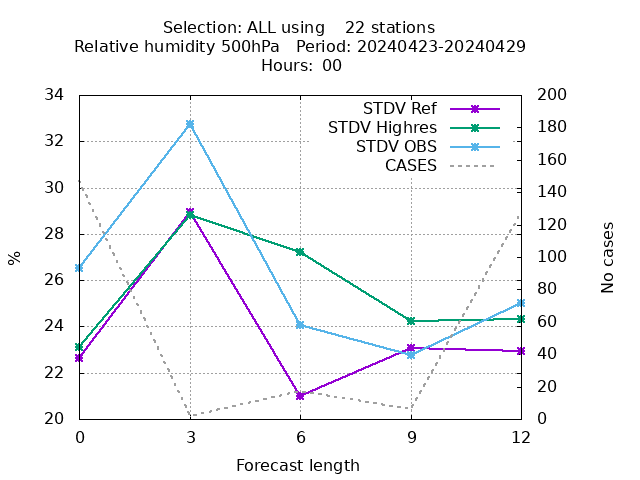 Selection: ALL using    22 stations
Relative humidity 500hPa   Period: 20240423-20240429
Hours: 00
STDV Ref
STDV Highres
STDV OBS
CASES
34
32
30
28
26
24
22
20
%
200
180
160
140
120
100
80
60
40
20
0
No cases
0 3 6 9 12
Forecast length